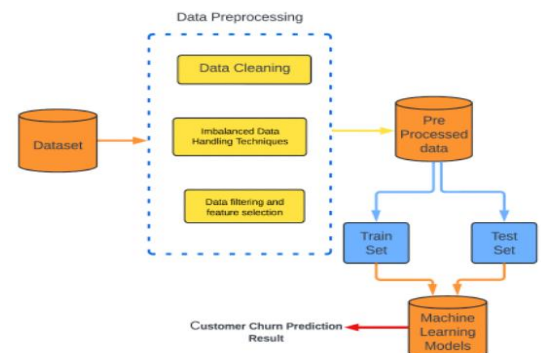 Data Preprocessing
Data Cleaning
Dataset
Imbalanced Data
Handling Techniques
Data filtering and
feature selection
Pre
Processed
data
Train
Set
Test
Set
Machine
Learning
Models
Customer Churn Prediction
Result